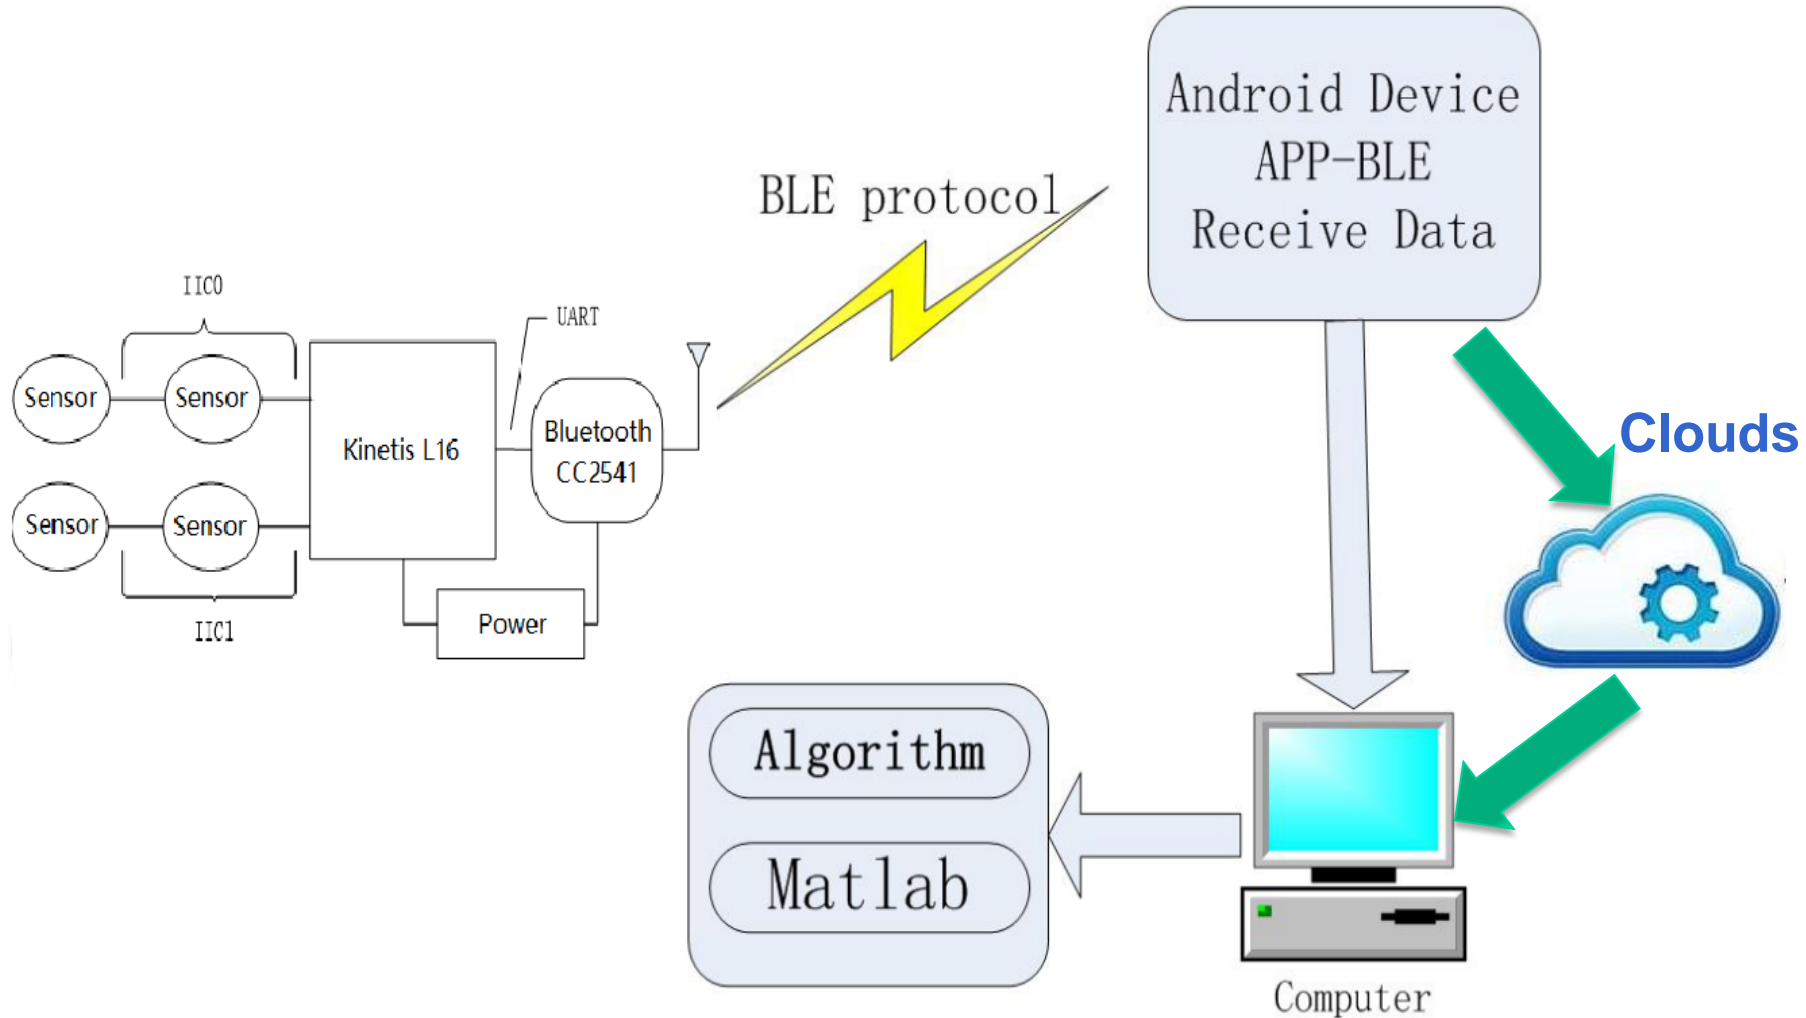 Android Device
APP-BLE
Receive Data
BLE protocol
IIC0
UART
Sensor
Sensor
Kinetis L16
Bluetooth
CC2541
Sensor
Sensor
IIC1
Power
Clouds
Algorithm
Matlab
Computer